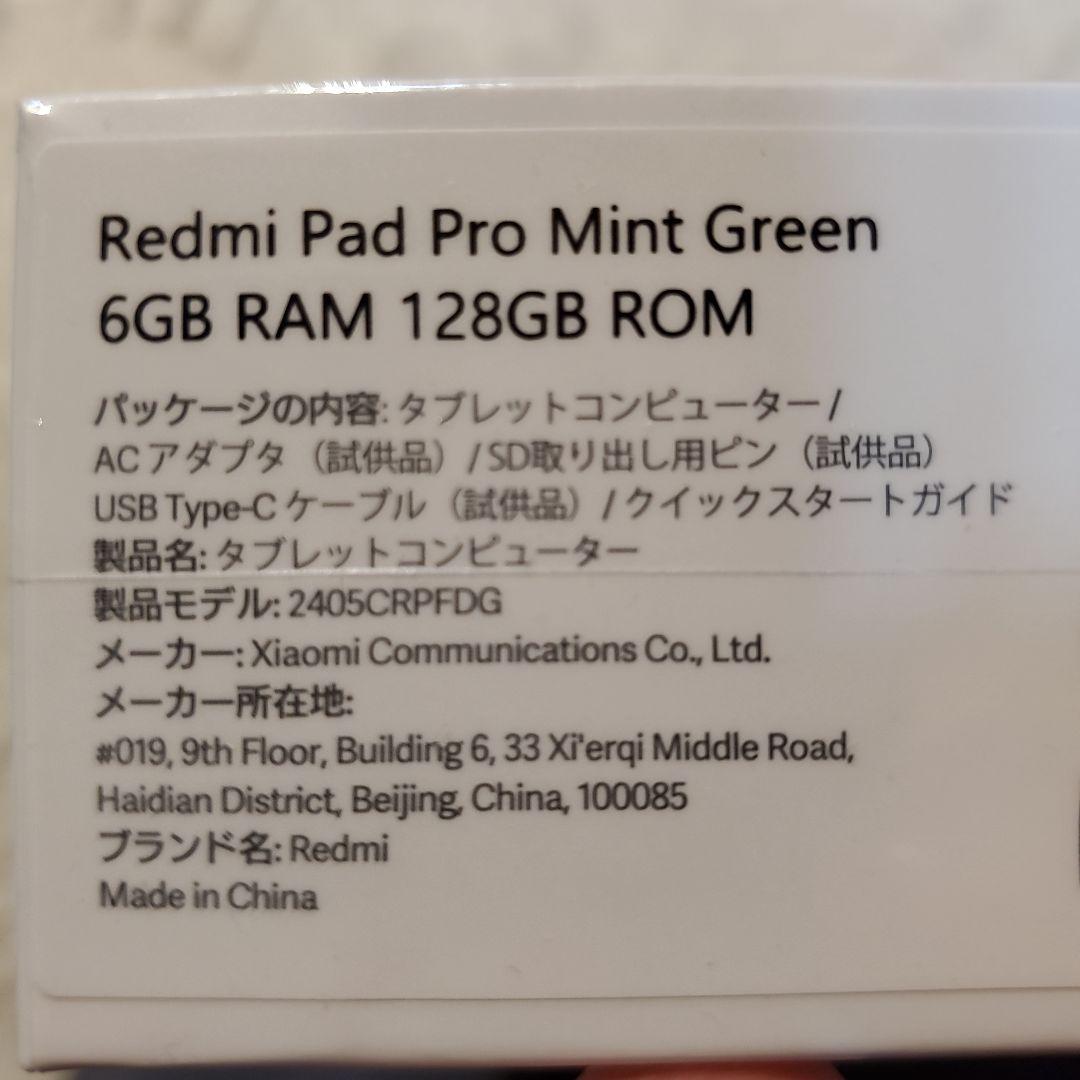 Redmi Pad Pro Mint Green
6GB RAM 128GB ROM
パッケージの内容: タブレットコンピューター /
ACアダプタ（試供品）/ SD取り出し用ピン（試供品）
USB Type-C ケーブル（試供品）/ クイックスタートガイド
製品名: タブレットコンピューター
製品モデル: 2405CRPFDG
メーカー: Xiaomi Communications Co., Ltd.
メーカー所在地:
#019, 9th Floor, Building 6, 33 Xi'erqi Middle Road,
Haidian District, Beijing, China, 100085
ブランド名: Redmi
Made in China